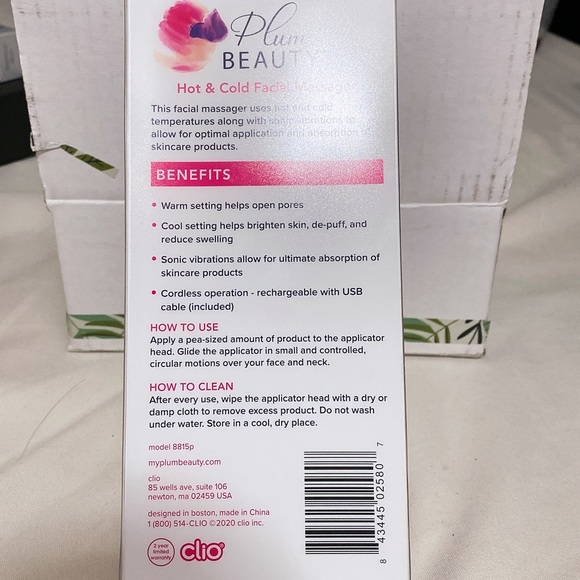 Plum
BEAUTY
Hot & Cold Facial Massager
This facial massager uses hot and cold
temperatures along with sonic vibrations to
allow for optimal application and absorption of
skincare products.
BENEFITS
• Warm setting helps open pores
• Cool setting helps brighten skin, de-puff, and
reduce swelling
• Sonic vibrations allow for ultimate absorption of
skincare products
• Cordless operation - rechargeable with USB
cable (included)
HOW TO USE
Apply a pea-sized amount of product to the applicator
head. Glide the applicator in small and controlled,
circular motions over your face and neck.
HOW TO CLEAN
After every use, wipe the applicator head with a dry or
damp cloth to remove excess product. Do not wash
under water. Store in a cool, dry place.
model 8815p
myplumbeauty.com
clio
85 wells ave, suite 106
newton, ma 02459 USA
designed in boston, made in China
1 (800) 514-CLIO ©2020 clio inc.
2 year
limited
warranty
clio®
8 43445 02580 7